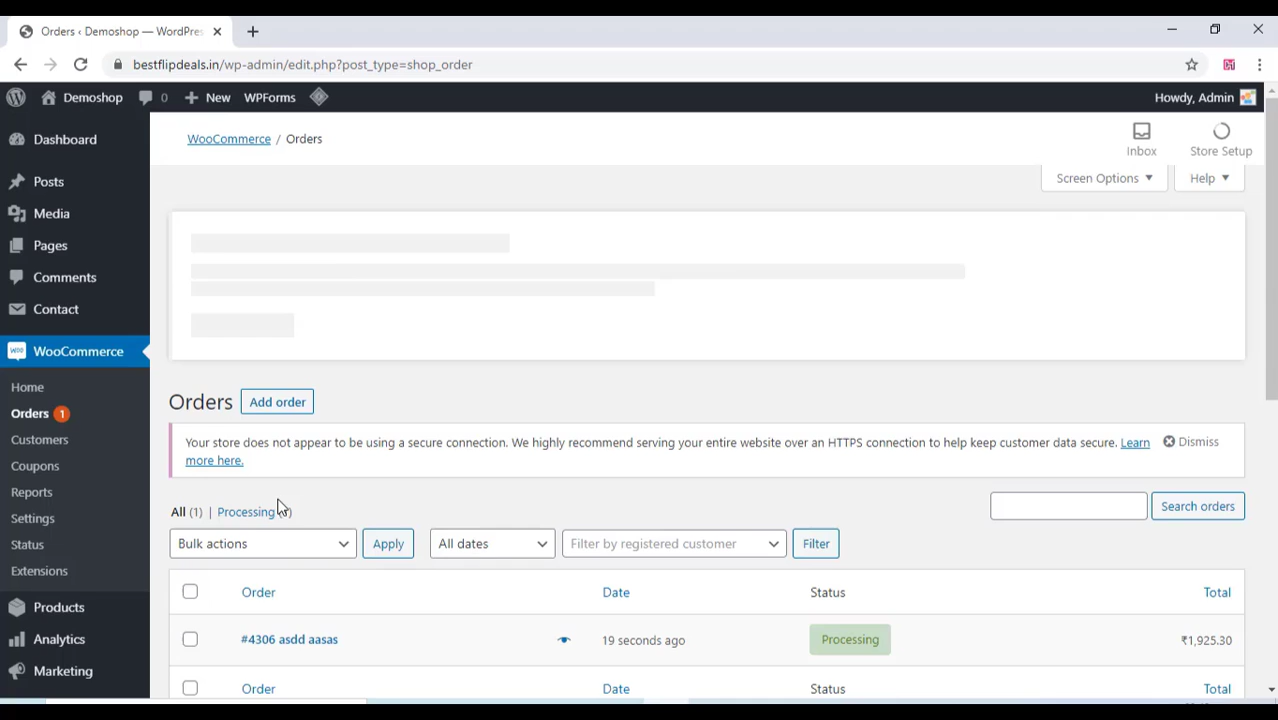 Orders ‹ Demoshop — WordPres
bestflipdeals.in/wp-admin/edit.php?post_type=shop_order
Demoshop 0 New WPForms Howdy, Admin
Dashboard
Posts
Media
Pages
Comments
Contact
WooCommerce
Home
Orders 1
Customers
Coupons
Reports
Settings
Status
Extensions
Products
Analytics
Marketing
WooCommerce / Orders
Inbox
Store Setup
Screen Options
Help
Orders Add order
Your store does not appear to be using a secure connection. We highly recommend serving your entire website over an HTTPS connection to help keep customer data secure. Learn
more here.
Dismiss
All (1) | Processing
Search orders
Bulk actions Apply All dates Filter by registered customer Filter
Order Date Status Total
#4306 asdd aasas 19 seconds ago Processing ₹1,925.30
Order Date Status Total